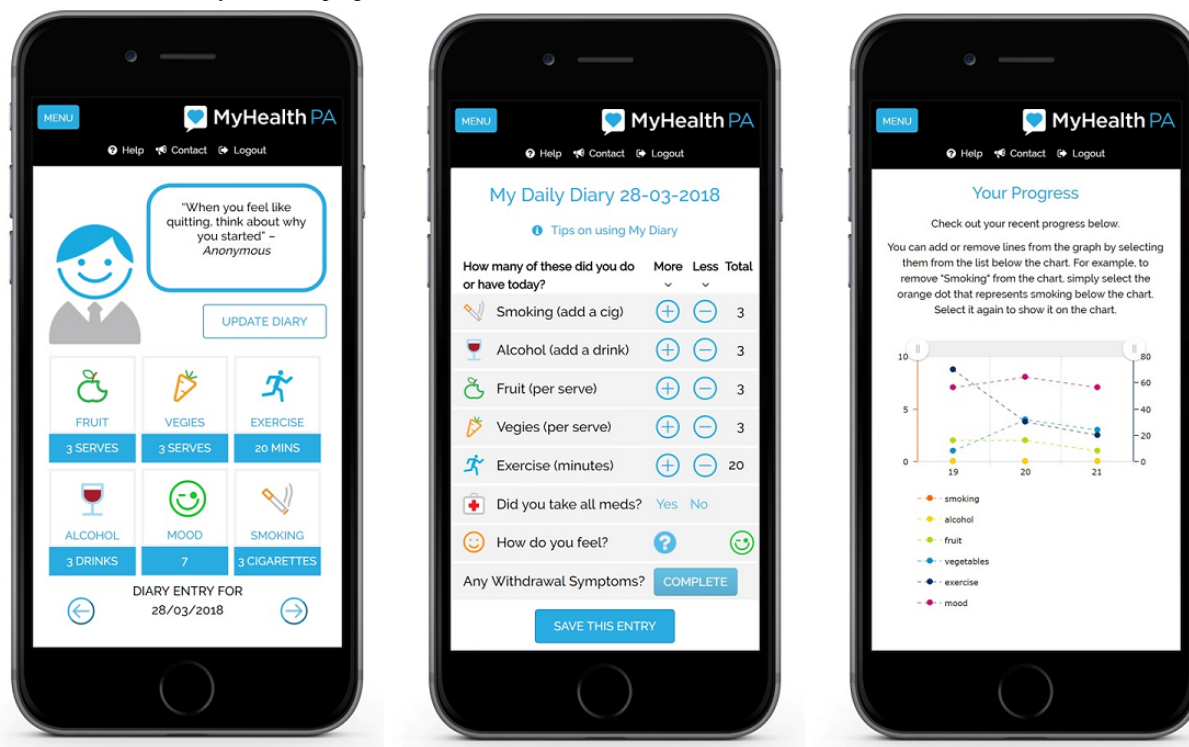 MENU
MyHealth PA
Help Contact Logout
"When you feel like
quitting, think about why
you started" –
Anonymous
UPDATE DIARY
FRUIT VEGIES EXERCISE
3 SERVES 3 SERVES 20 MINS
ALCOHOL MOOD SMOKING
3 DRINKS 7 3 CIGARETTES
DIARY ENTRY FOR
28/03/2018
MENU
MyHealth PA
Help Contact Logout
My Daily Diary 28-03-2018
Tips on using My Diary
How many of these did you do
or have today?
More Less Total
Smoking (add a cig) 3
Alcohol (add a drink) 3
Fruit (per serve) 3
Vegies (per serve) 3
Exercise (minutes) 20
Did you take all meds? Yes No
How do you feel? ?
Any Withdrawal Symptoms? COMPLETE
SAVE THIS ENTRY
MENU
MyHealth PA
Help Contact Logout
Your Progress
Check out your recent progress below.
You can add or remove lines from the graph by selecting
them from the list below the chart. For example, to
remove "Smoking" from the chart, simply select the
orange dot that represents smoking below the chart.
Select it again to show it on the chart.
10 80
60
5 40
20
0 0
19 20 21
smoking
alcohol
fruit
vegetables
exercise
mood